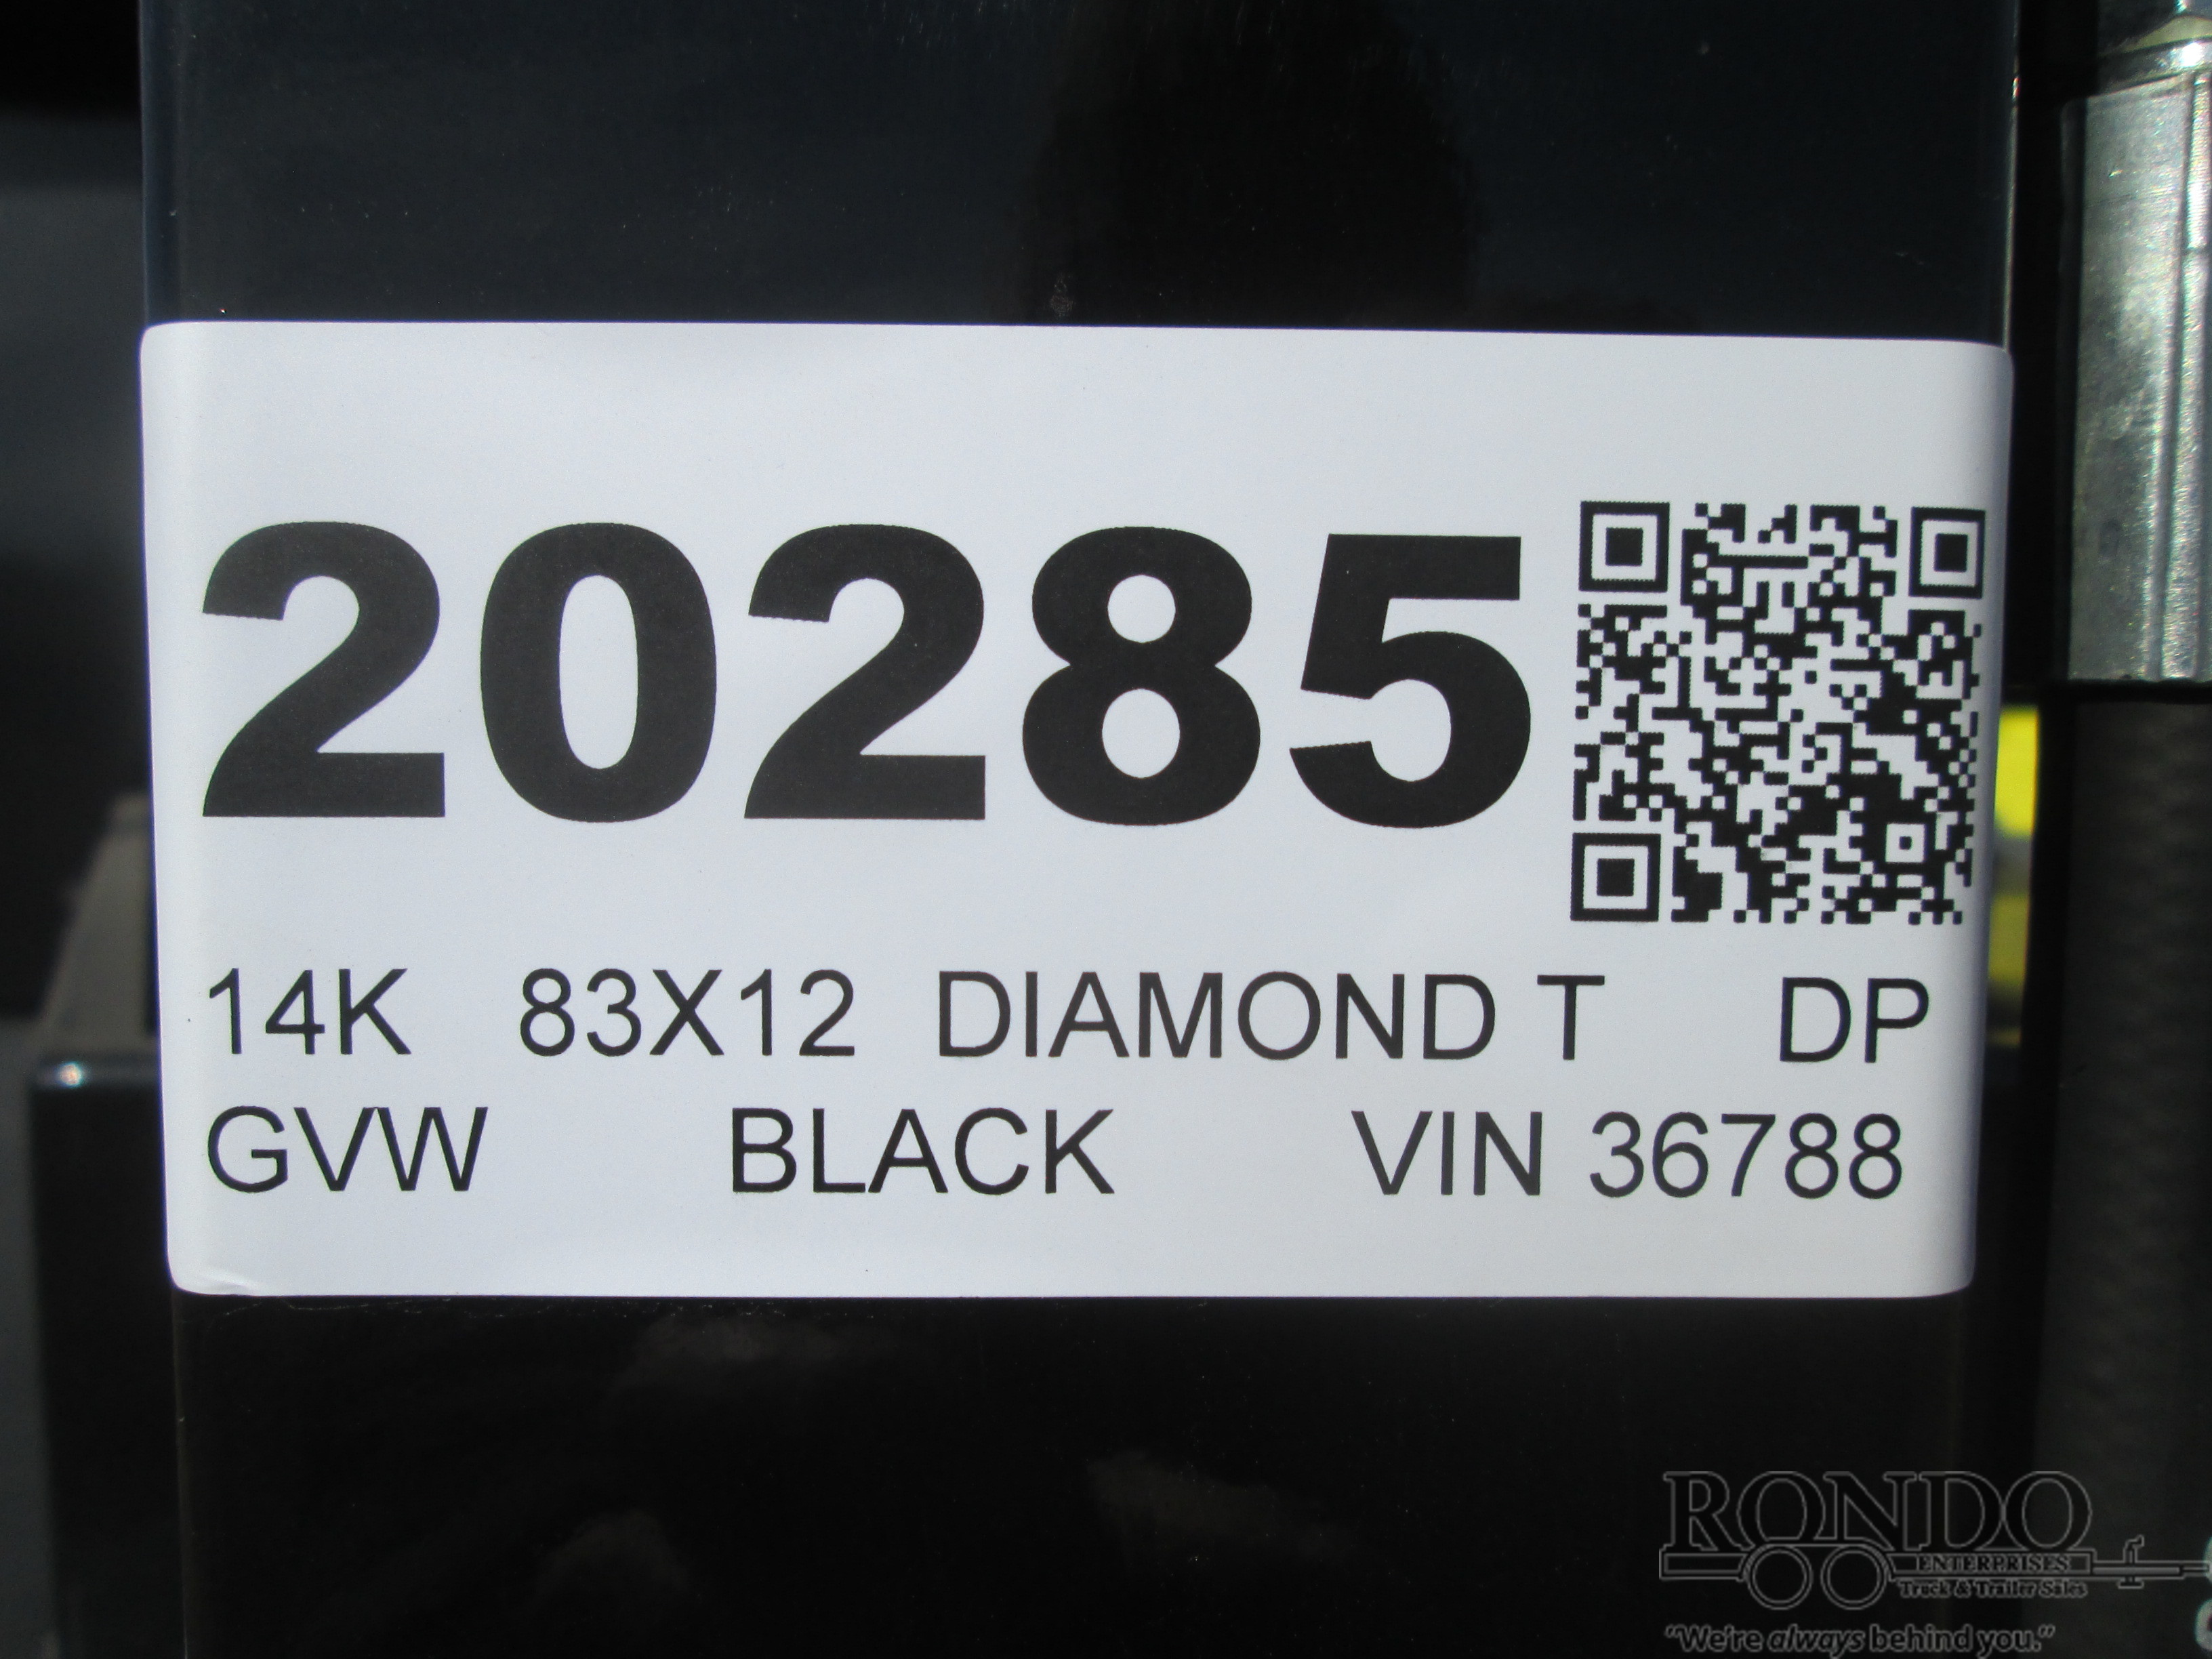 20285
14K 83X12 DIAMOND T DP
GVW BLACK VIN 36788
RONDO
ENTERPRISES
Truck & Trailer Sales
"We're always behind you."